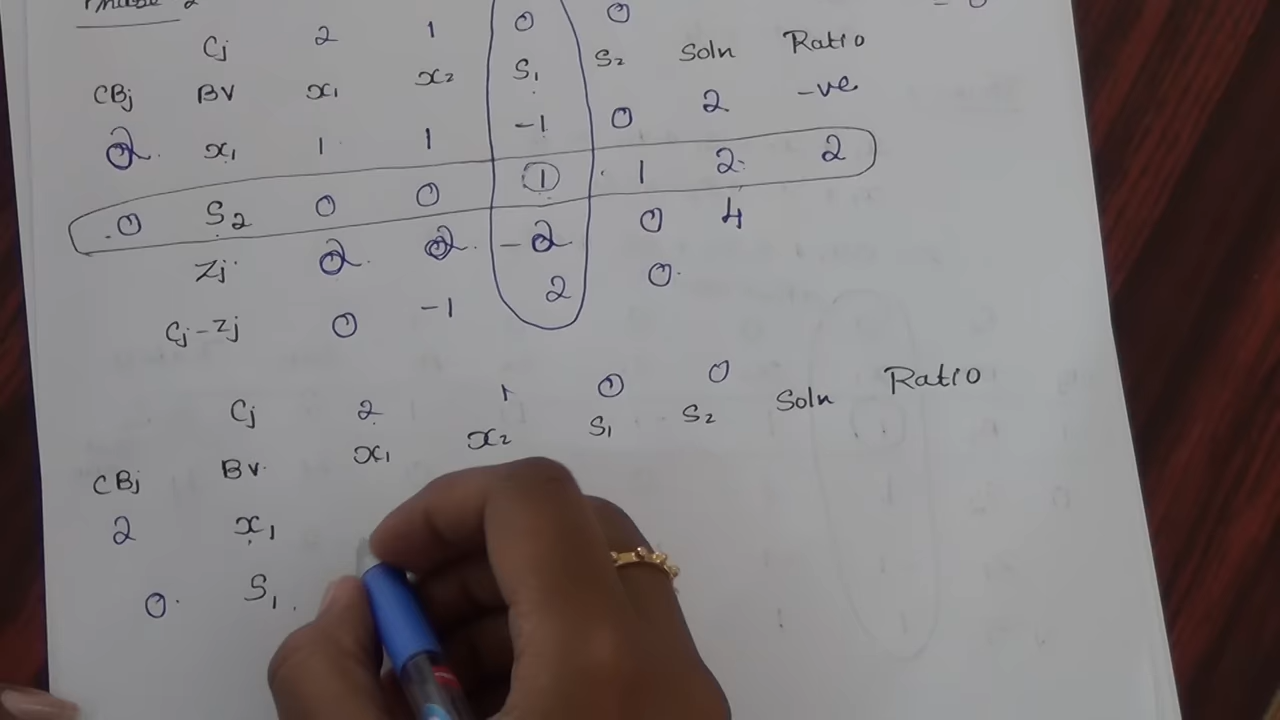 Phase 2
Cj 2 1 0 0
CBj BV x₁ x₂ S₁ S₂ Soln Ratio
2 x₁ 1 1 -1 0 2 -ve
0 S₂ 0 0 1 1 2 2
Zj 2 2 -2 0 4
Cj-Zj 0 -1 2 0
Cj 2 1 0 0
CBj BV x₁ x₂ S₁ S₂ Soln Ratio
2 x₁
0 S₁